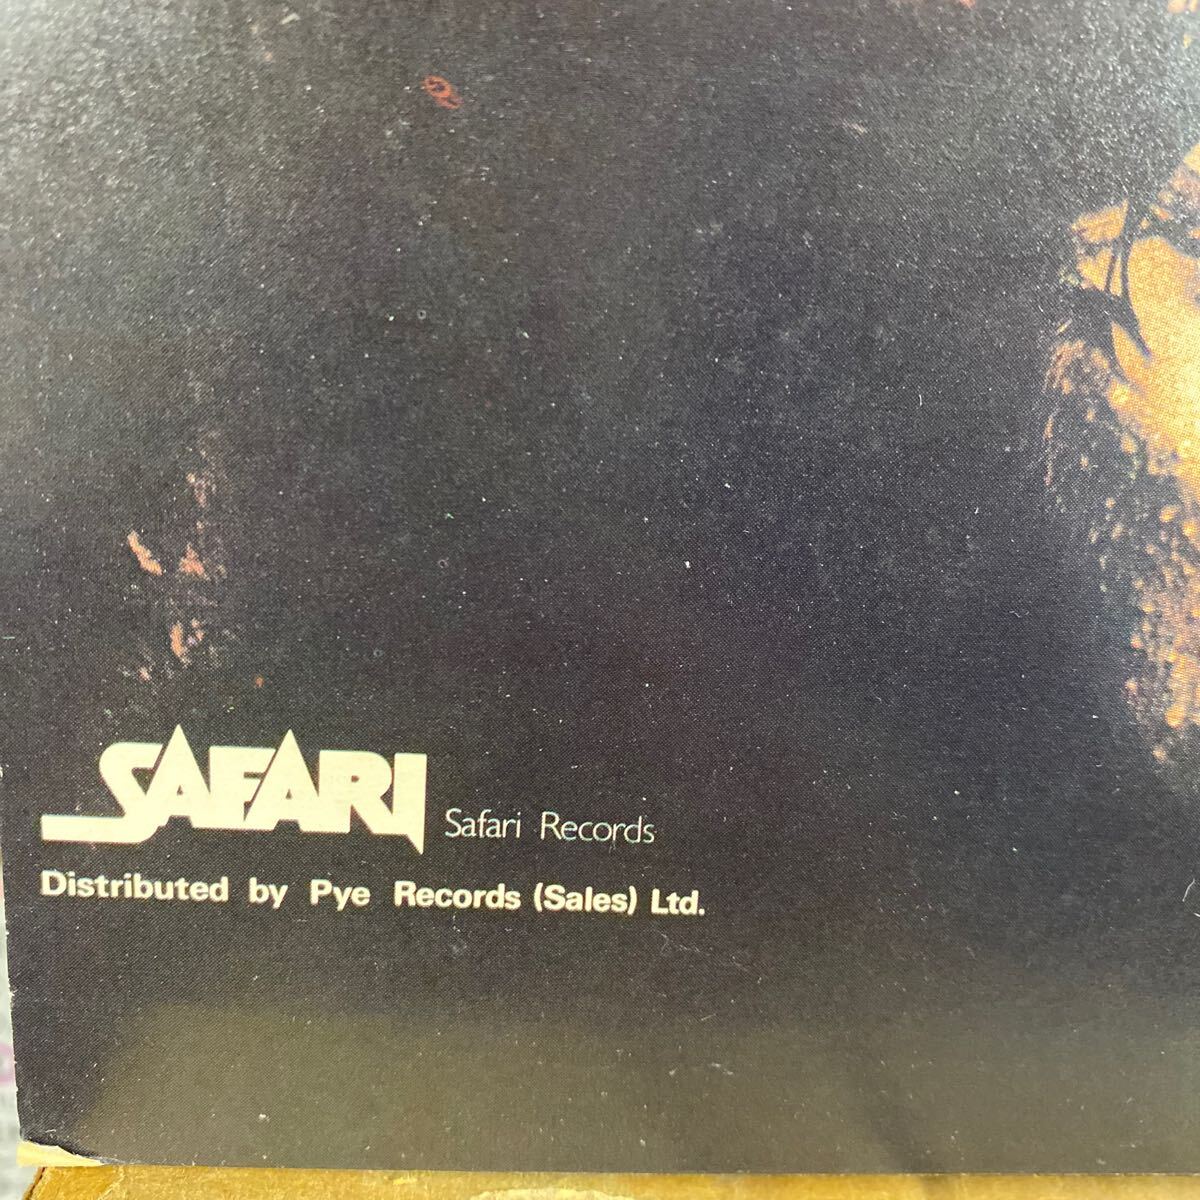 SAFARI Safari Records
Distributed by Pye Records (Sales) Ltd.